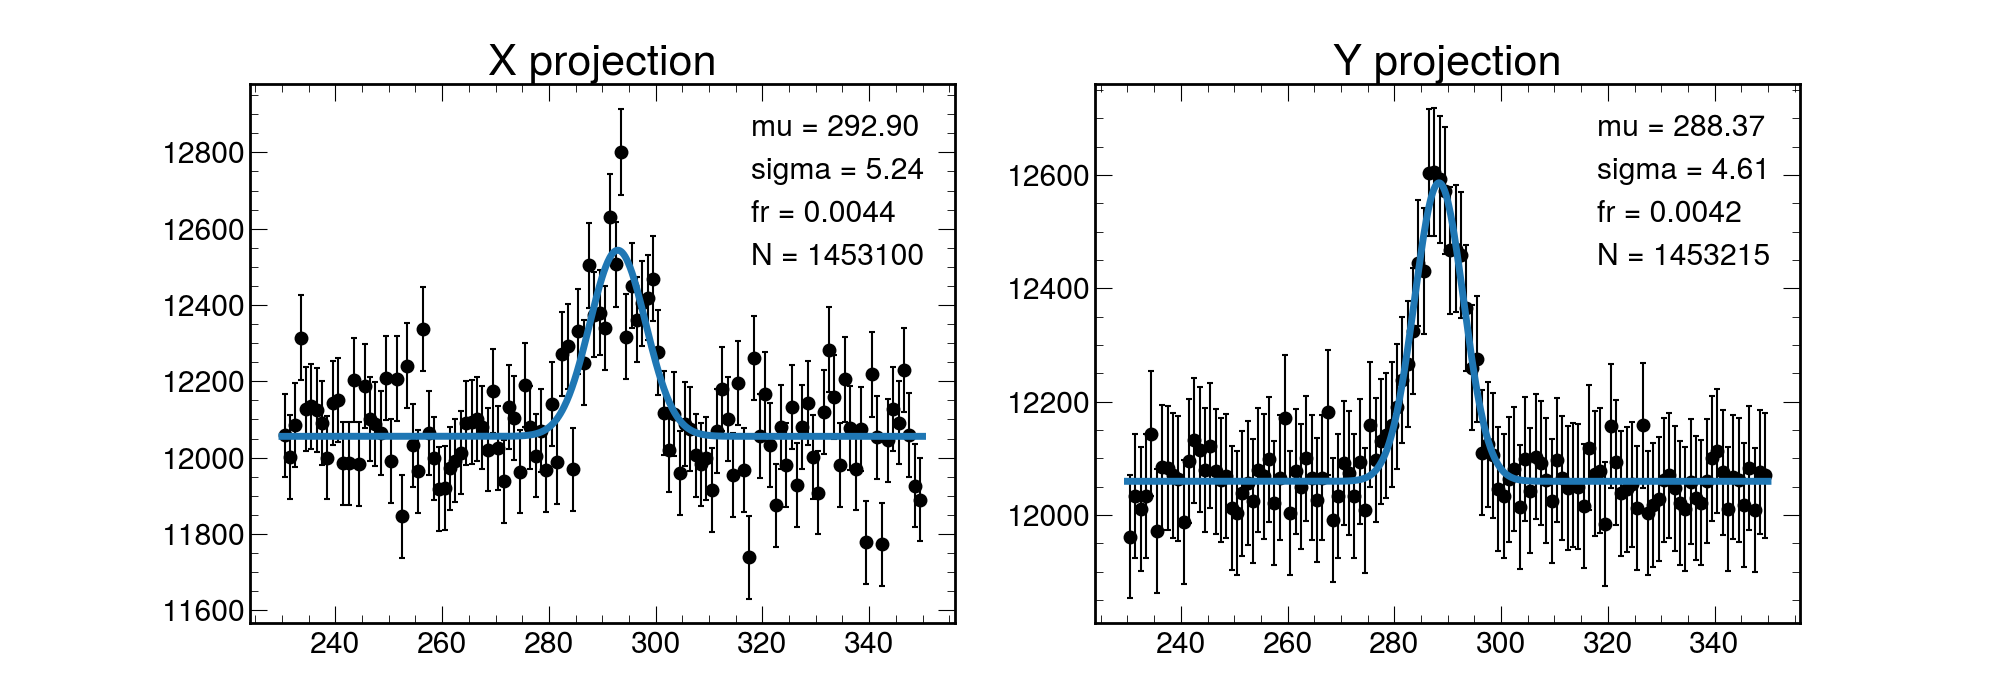 X projection
mu = 292.90
sigma = 5.24
fr = 0.0044
N = 1453100
12800
12600
12400
12200
12000
11800
11600
240 260 280 300 320 340
Y projection
mu = 288.37
sigma = 4.61
fr = 0.0042
N = 1453215
12600
12400
12200
12000
240 260 280 300 320 340